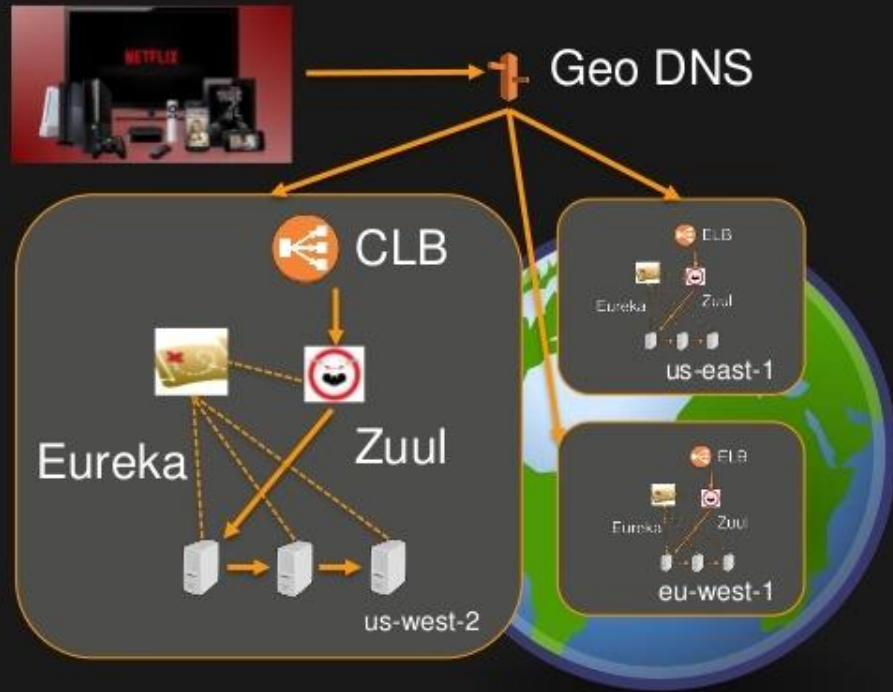 NETFLIX
Geo DNS
CLB
Eureka
Zuul
us-west-2
ELB
Eureka
Zuul
us-east-1
ELB
Eureka
Zuul
eu-west-1